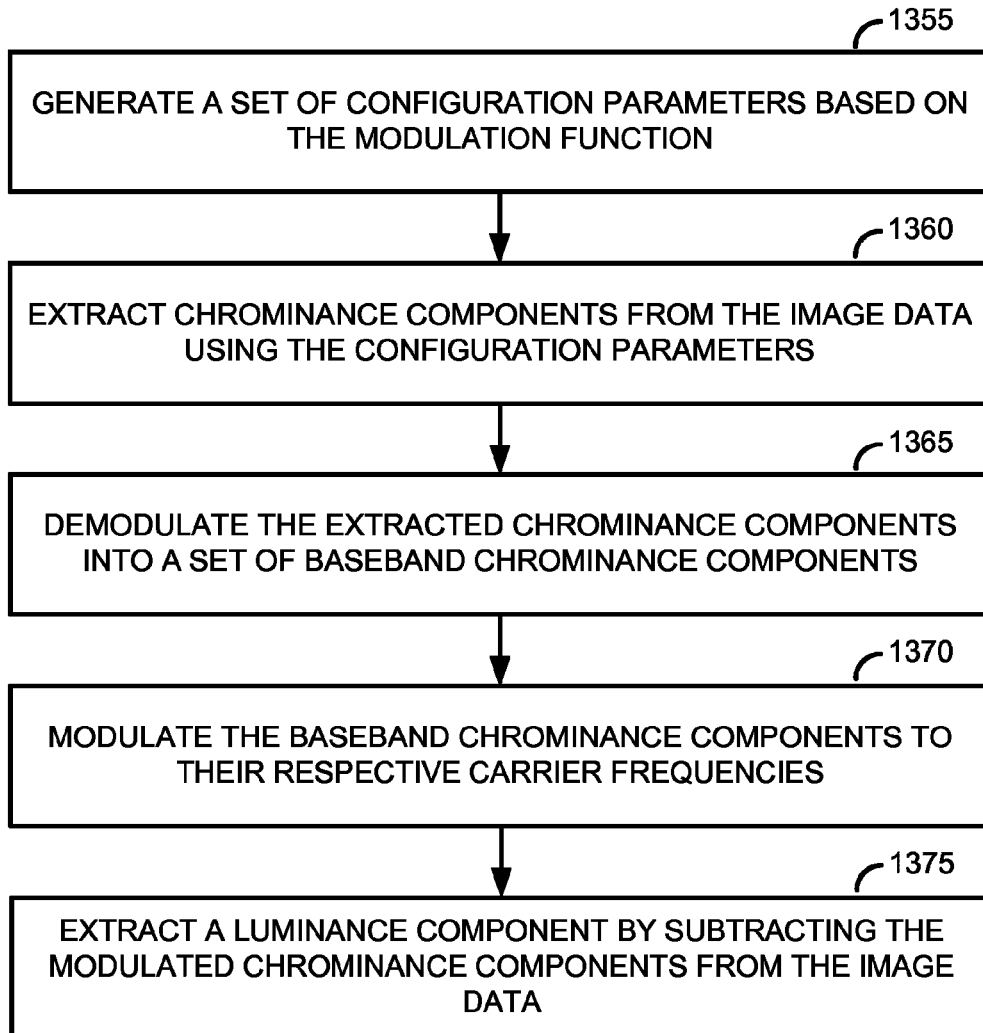 1355
GENERATE A SET OF CONFIGURATION PARAMETERS BASED ON
THE MODULATION FUNCTION
1360
EXTRACT CHROMINANCE COMPONENTS FROM THE IMAGE DATA
USING THE CONFIGURATION PARAMETERS
1365
DEMODULATE THE EXTRACTED CHROMINANCE COMPONENTS
INTO A SET OF BASEBAND CHROMINANCE COMPONENTS
1370
MODULATE THE BASEBAND CHROMINANCE COMPONENTS TO
THEIR RESPECTIVE CARRIER FREQUENCIES
1375
EXTRACT A LUMINANCE COMPONENT BY SUBTRACTING THE
MODULATED CHROMINANCE COMPONENTS FROM THE IMAGE
DATA